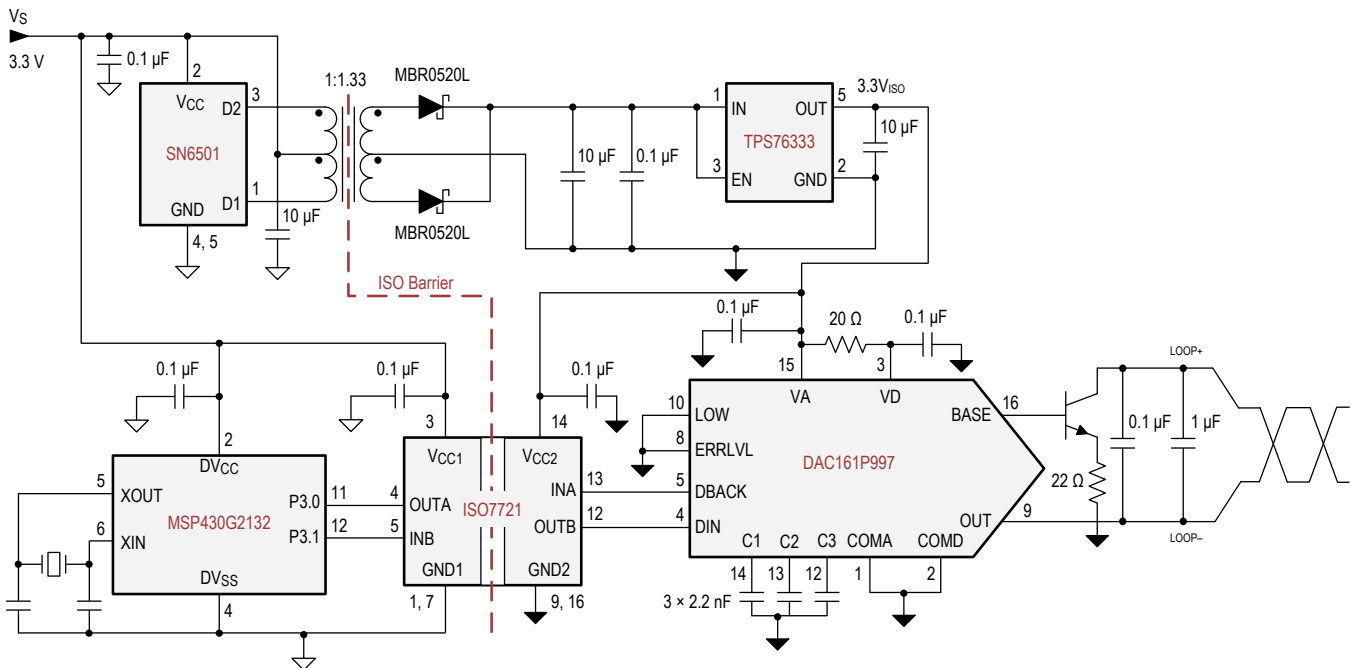 VS
3.3 V
0.1 µF
2
VCC
D2
3
SN6501
D1
1
GND
4, 5
10 µF
1:1.33
MBR0520L
MBR0520L
10 µF
0.1 µF
1
IN
OUT
5
TPS76333
3
EN
GND
2
3.3VISO
10 µF
ISO Barrier
0.1 µF
0.1 µF
3
14
0.1 µF
0.1 µF
20 Ω
0.1 µF
15
3
2
DVCC
5
XOUT
P3.0
11
MSP430G2132
6
XIN
P3.1
12
DVSS
4
VCC1
VCC2
4
OUTA
INA
13
ISO7721
5
INB
OUTB
12
GND1
GND2
1, 7
9, 16
VA
VD
10
LOW
BASE
16
8
ERRLVL
DAC161P997
5
DBACK
4
DIN
OUT
9
C1
C2
C3
COMA
COMD
14
13
12
1
2
3 × 2.2 nF
22 Ω
0.1 µF
1 µF
LOOP+
LOOP–